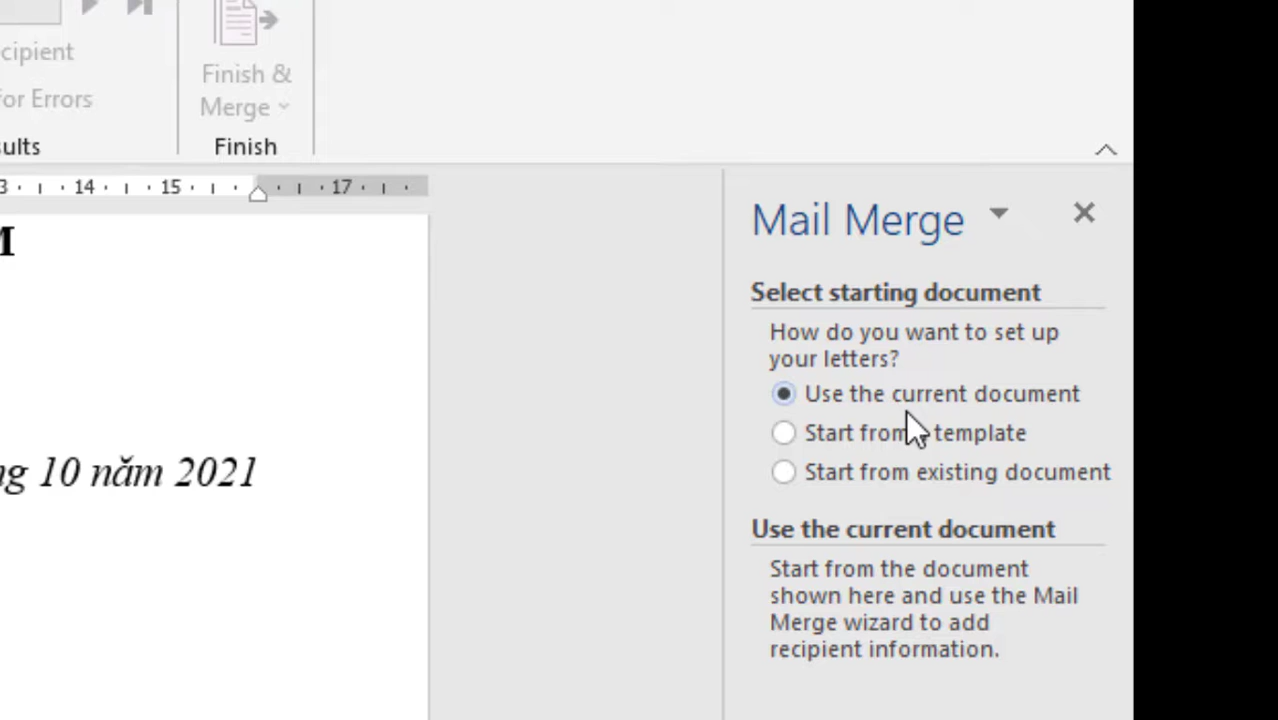 cipient
for Errors
ults
Finish &
Merge
Finish
3 14 15 17
M
ng 10 năm 2021
Mail Merge
Select starting document
How do you want to set up
your letters?
Use the current document
Start from template
Start from existing document
Use the current document
Start from the document
shown here and use the Mail
Merge wizard to add
recipient information.